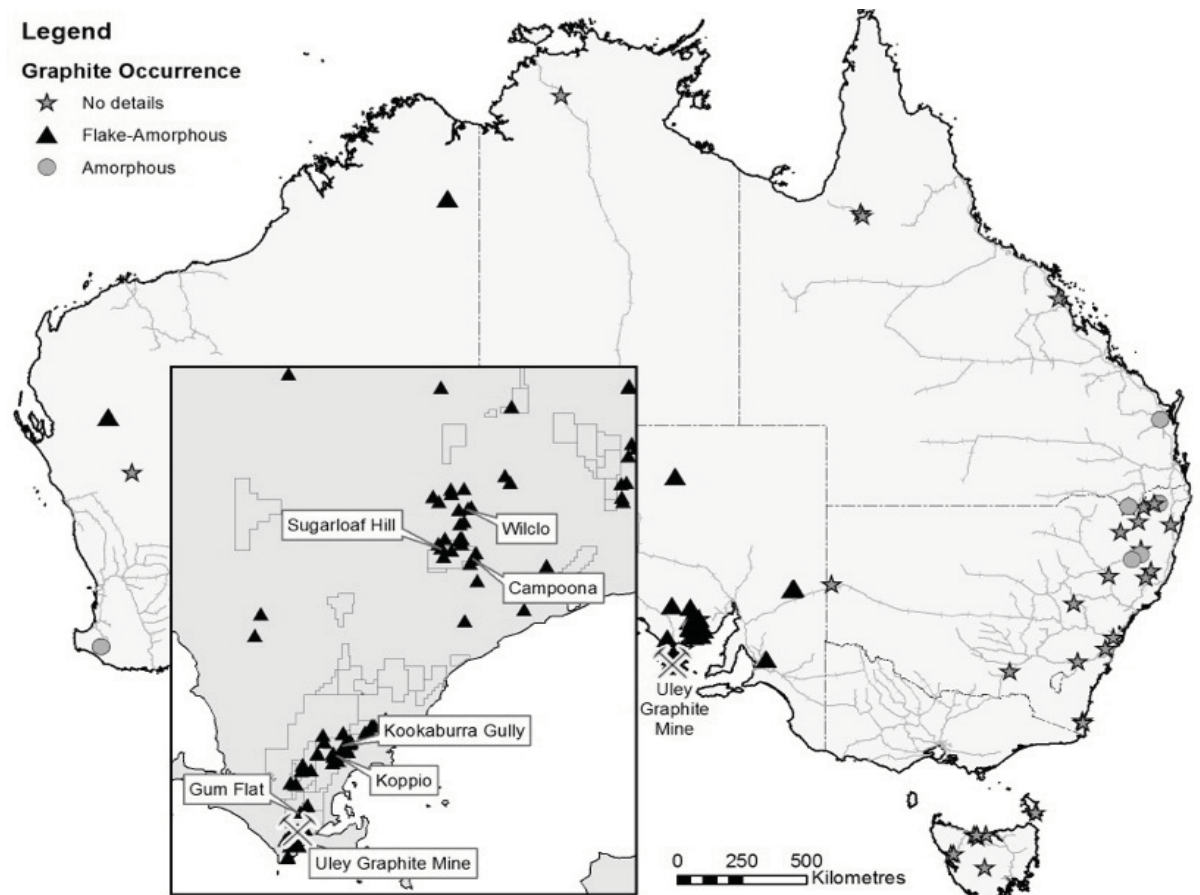 Legend
Graphite Occurrence
No details
Flake-Amorphous
Amorphous
Sugarloaf Hill
Wilclo
Campoona
Kookaburra Gully
Koppio
Gum Flat
Uley Graphite Mine
Uley
Graphite
Mine
0 250 500
Kilometres